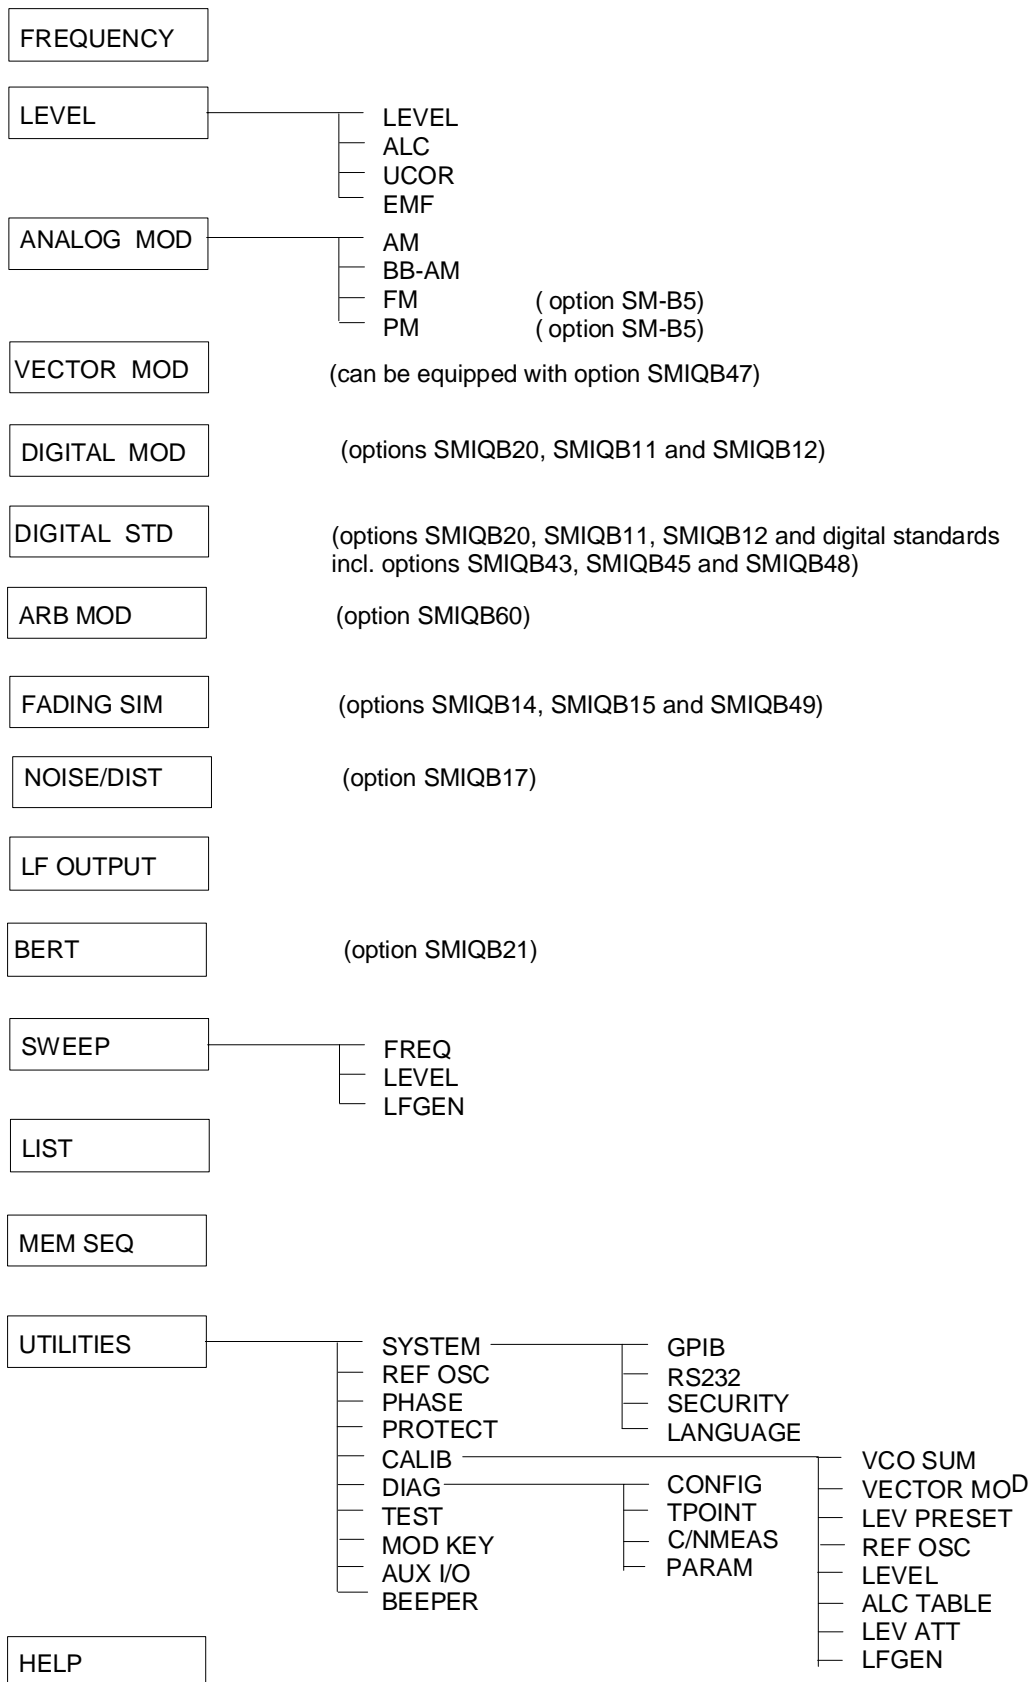 FREQUENCY
LEVEL
LEVEL
ALC
UCOR
EMF
ANALOG MOD
AM
BB-AM
FM ( option SM-B5)
PM ( option SM-B5)
VECTOR MOD
(can be equipped with option SMIQB47)
DIGITAL MOD
(options SMIQB20, SMIQB11 and SMIQB12)
DIGITAL STD
(options SMIQB20, SMIQB11, SMIQB12 and digital standards
incl. options SMIQB43, SMIQB45 and SMIQB48)
ARB MOD
(option SMIQB60)
FADING SIM
(options SMIQB14, SMIQB15 and SMIQB49)
NOISE/DIST
(option SMIQB17)
LF OUTPUT
BERT
(option SMIQB21)
SWEEP
FREQ
LEVEL
LFGEN
LIST
MEM SEQ
UTILITIES
SYSTEM
REF OSC
PHASE
PROTECT
CALIB
DIAG
TEST
MOD KEY
AUX I/O
BEEPER
GPIB
RS232
SECURITY
LANGUAGE
CONFIG
TPOINT
C/NMEAS
PARAM
VCO SUM
VECTOR MOD
LEV PRESET
REF OSC
LEVEL
ALC TABLE
LEV ATT
LFGEN
HELP